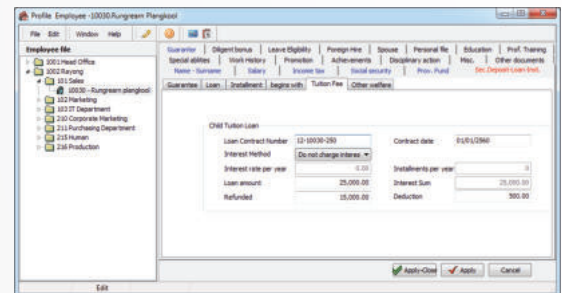 Profile Employee -10030.Rungream Plangkool
File Edit Window Help
Employee file
1001 Head Office
1002 Rayong
101 Sales
10030 - Rungream plangkool
102 Marketing
103 IT Department
210 Corporate Marketing
211 Purchasing Department
215 Human
216 Production
Guarantor Diligent bonus Leave Eligibility Foreign Hire Spouse Personal file Education Prof. Training
Special abilities Work History Promotion Achievements Disciplinary action Misc. Other documents
Name - Surname Salary Income tax Social security Prov. Fund Sec.Deposit-Loan-Inst.
Guarantee Loan Installment begins with Tuition Fee Other welfare
Child Tuition Loan
Loan Contract Number 12-10030-250 Contract date 01/01/2560
Interest Method Do not charge interes
Interest rate per year 0.00 Installments per year 0
Loan amount 25,000.00 Interest Sum 25,000.00
Refunded 15,000.00 Deduction 500.00
Apply-Close Apply Cancel
Edit